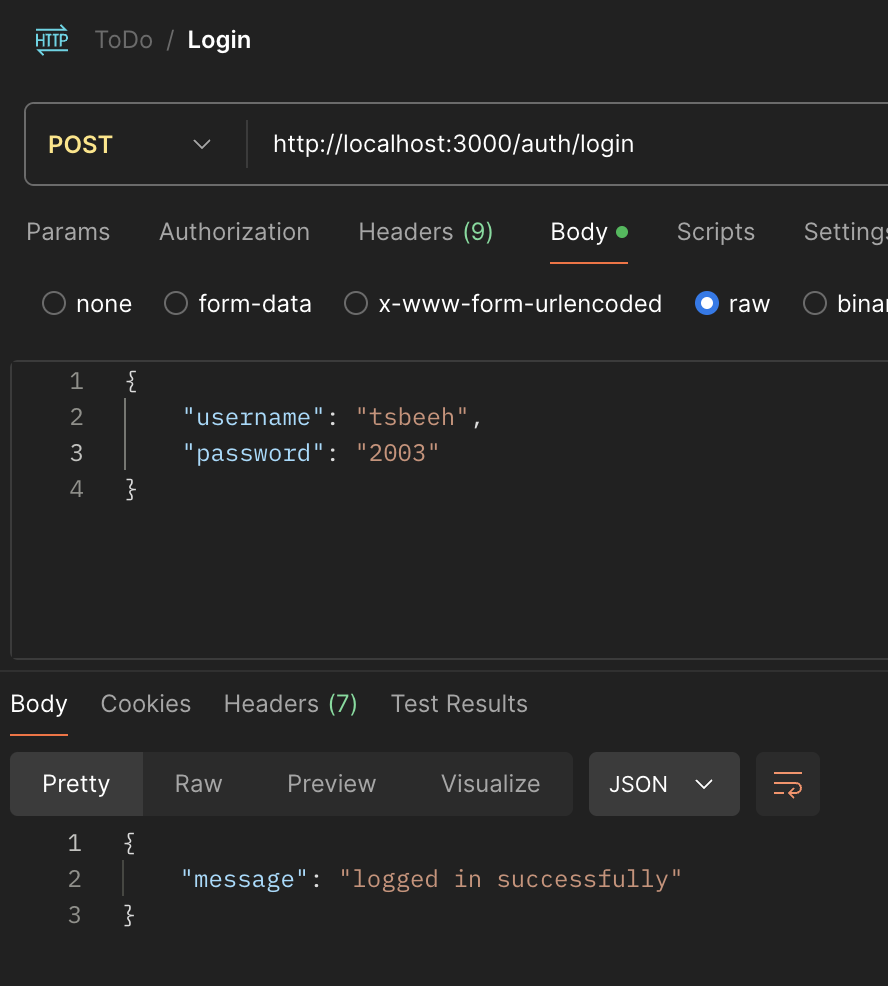 HTTP ToDo / Login
POST http://localhost:3000/auth/login
Params Authorization Headers (9) Body Scripts Settings
none form-data x-www-form-urlencoded raw binar
1 {
2 "username": "tsbeeh",
3 "password": "2003"
4 }
Body Cookies Headers (7) Test Results
Pretty Raw Preview Visualize JSON
1 {
2 "message": "logged in successfully"
3 }